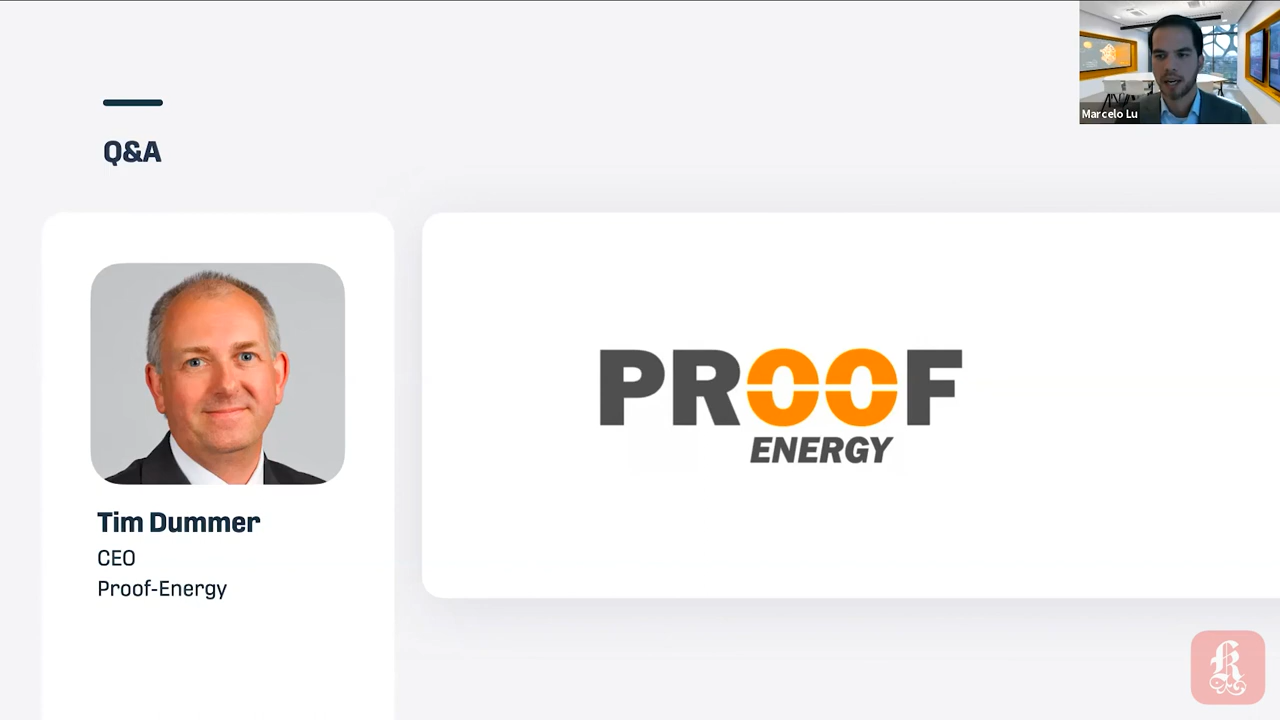 Marcelo Lu
Q&A
Tim Dummer
CEO
Proof-Energy
PROOF
ENERGY